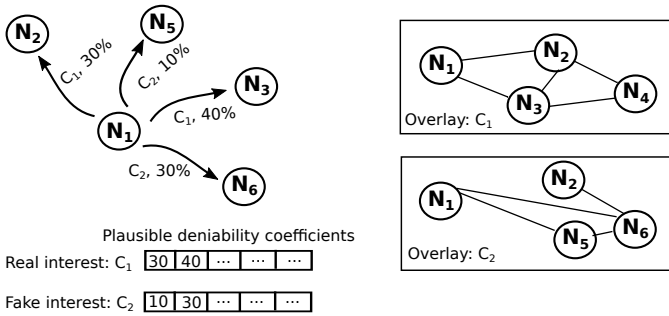 N2
N5
N3
N1
N6
C1, 30%
C2, 10%
C1, 40%
C2, 30%
Plausible deniability coefficients
Real interest: C1 30 40 ... ... ...
Fake interest: C2 10 30 ... ... ...
N1
N2
N3
N4
Overlay: C1
N1
N2
N5
N6
Overlay: C2